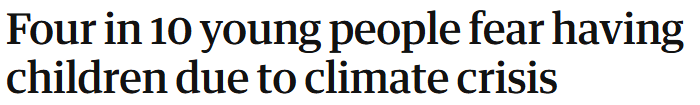 Four in 10 young people fear having
children due to climate crisis